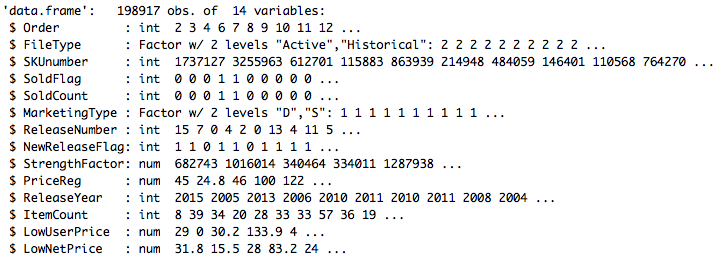 'data.frame':   198917 obs. of  14 variables:
 $ Order         : int  2 3 4 6 7 8 9 10 11 12 ...
 $ FileType      : Factor w/ 2 levels "Active","Historical": 2 2 2 2 2 2 2 2 2 2 ...
 $ SKUnumber     : int  1737127 3255963 612701 115883 863939 214948 484059 146401 110568 764270 ...
 $ SoldFlag      : int  0 0 0 1 1 0 0 0 0 0 ...
 $ SoldCount     : int  0 0 0 1 1 0 0 0 0 0 ...
 $ MarketingType : Factor w/ 2 levels "D","S": 1 1 1 1 1 1 1 1 1 1 ...
 $ ReleaseNumber : int  15 7 0 4 2 0 13 4 11 5 ...
 $ NewReleaseFlag: int  1 1 0 1 1 0 1 1 1 1 ...
 $ StrengthFactor: num  682743 1016014 340464 334011 1287938 ...
 $ PriceReg      : num  45 24.8 46 100 122 ...
 $ ReleaseYear   : int  2015 2005 2013 2006 2010 2011 2010 2011 2008 2004 ...
 $ ItemCount     : int  8 39 34 20 28 33 33 57 36 19 ...
 $ LowUserPrice  : num  29 0 30.2 133.9 4 ...
 $ LowNetPrice   : num  31.8 15.5 28 83.2 24 ...